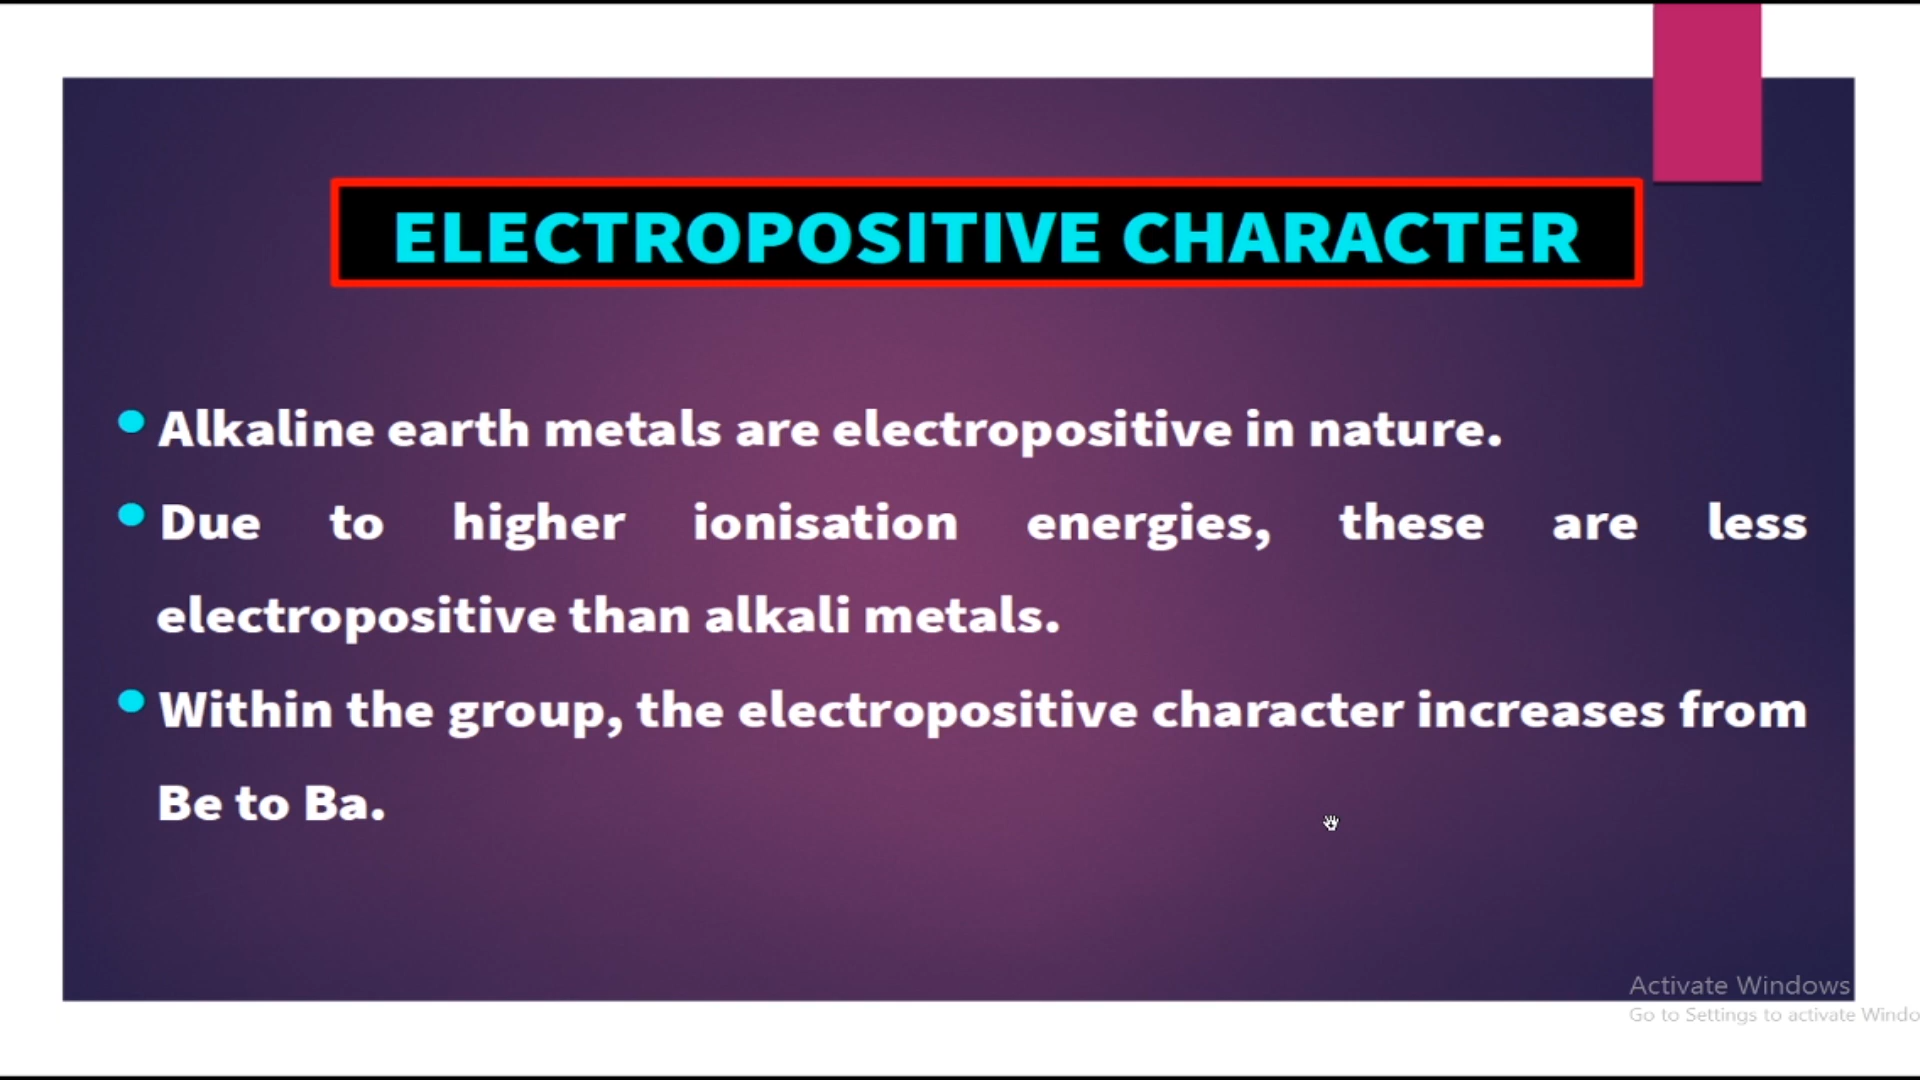 ELECTROPOSITIVE CHARACTER
Alkaline earth metals are electropositive in nature.
Due to higher ionisation energies, these are less
electropositive than alkali metals.
Within the group, the electropositive character increases from
Be to Ba.
Activate Windows
Go to Settings to activate Windo